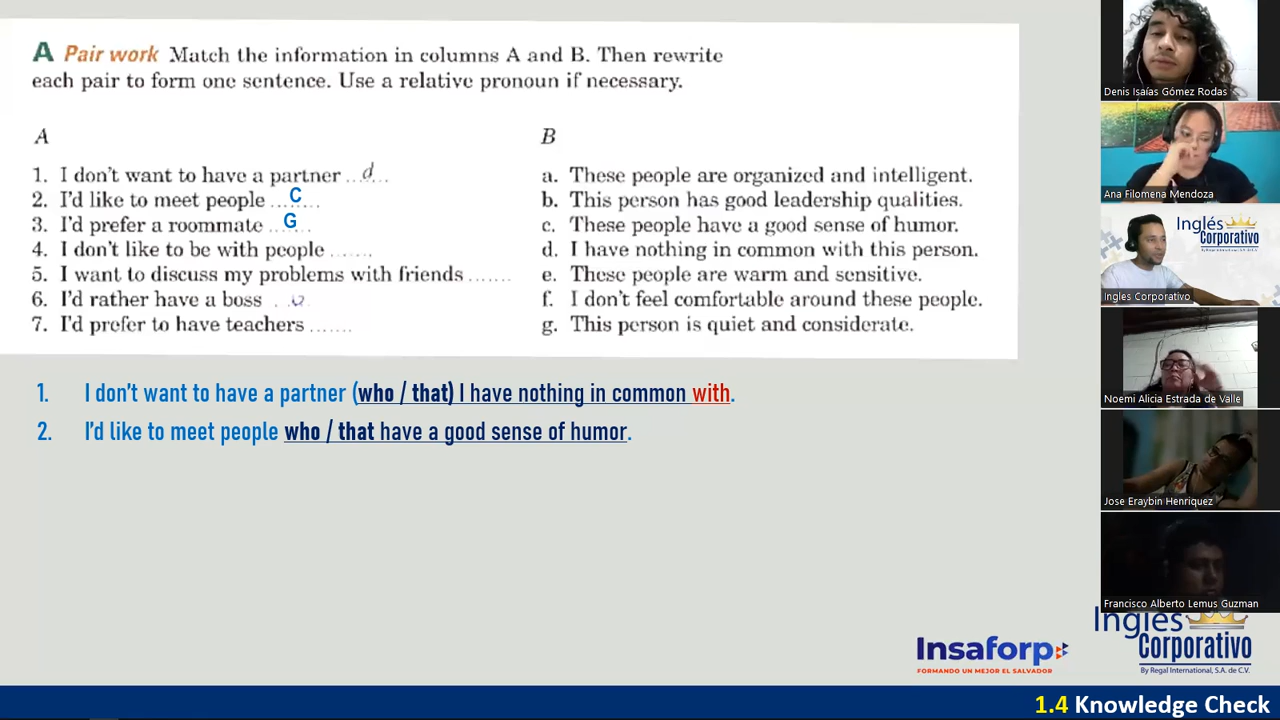 A Pair work Match the information in columns A and B. Then rewrite
each pair to form one sentence. Use a relative pronoun if necessary.
A
1. I don't want to have a partner ...d...
2. I'd like to meet people ...C...
3. I'd prefer a roommate ...G...
4. I don't like to be with people .......
5. I want to discuss my problems with friends .......
6. I'd rather have a boss
7. I'd prefer to have teachers .......
B
a. These people are organized and intelligent.
b. This person has good leadership qualities.
c. These people have a good sense of humor.
d. I have nothing in common with this person.
e. These people are warm and sensitive.
f. I don't feel comfortable around these people.
g. This person is quiet and considerate.
1. I don't want to have a partner (who / that) I have nothing in common with.
2. I'd like to meet people who / that have a good sense of humor.
Denis Isaías Gómez Rodas
Ana Filomena Mendoza
Inglés
Corporativo
By Regal International, S.A. de C.V.
Ingles Corporativo
Noemi Alicia Estrada de Valle
Jose Eraybin Henriquez
Francisco Alberto Lemus Guzman
Insaforp
FORMANDO UN MEJOR EL SALVADOR
Inglés
Corporativo
By Regal International, S.A. de C.V.
1.4 Knowledge Check